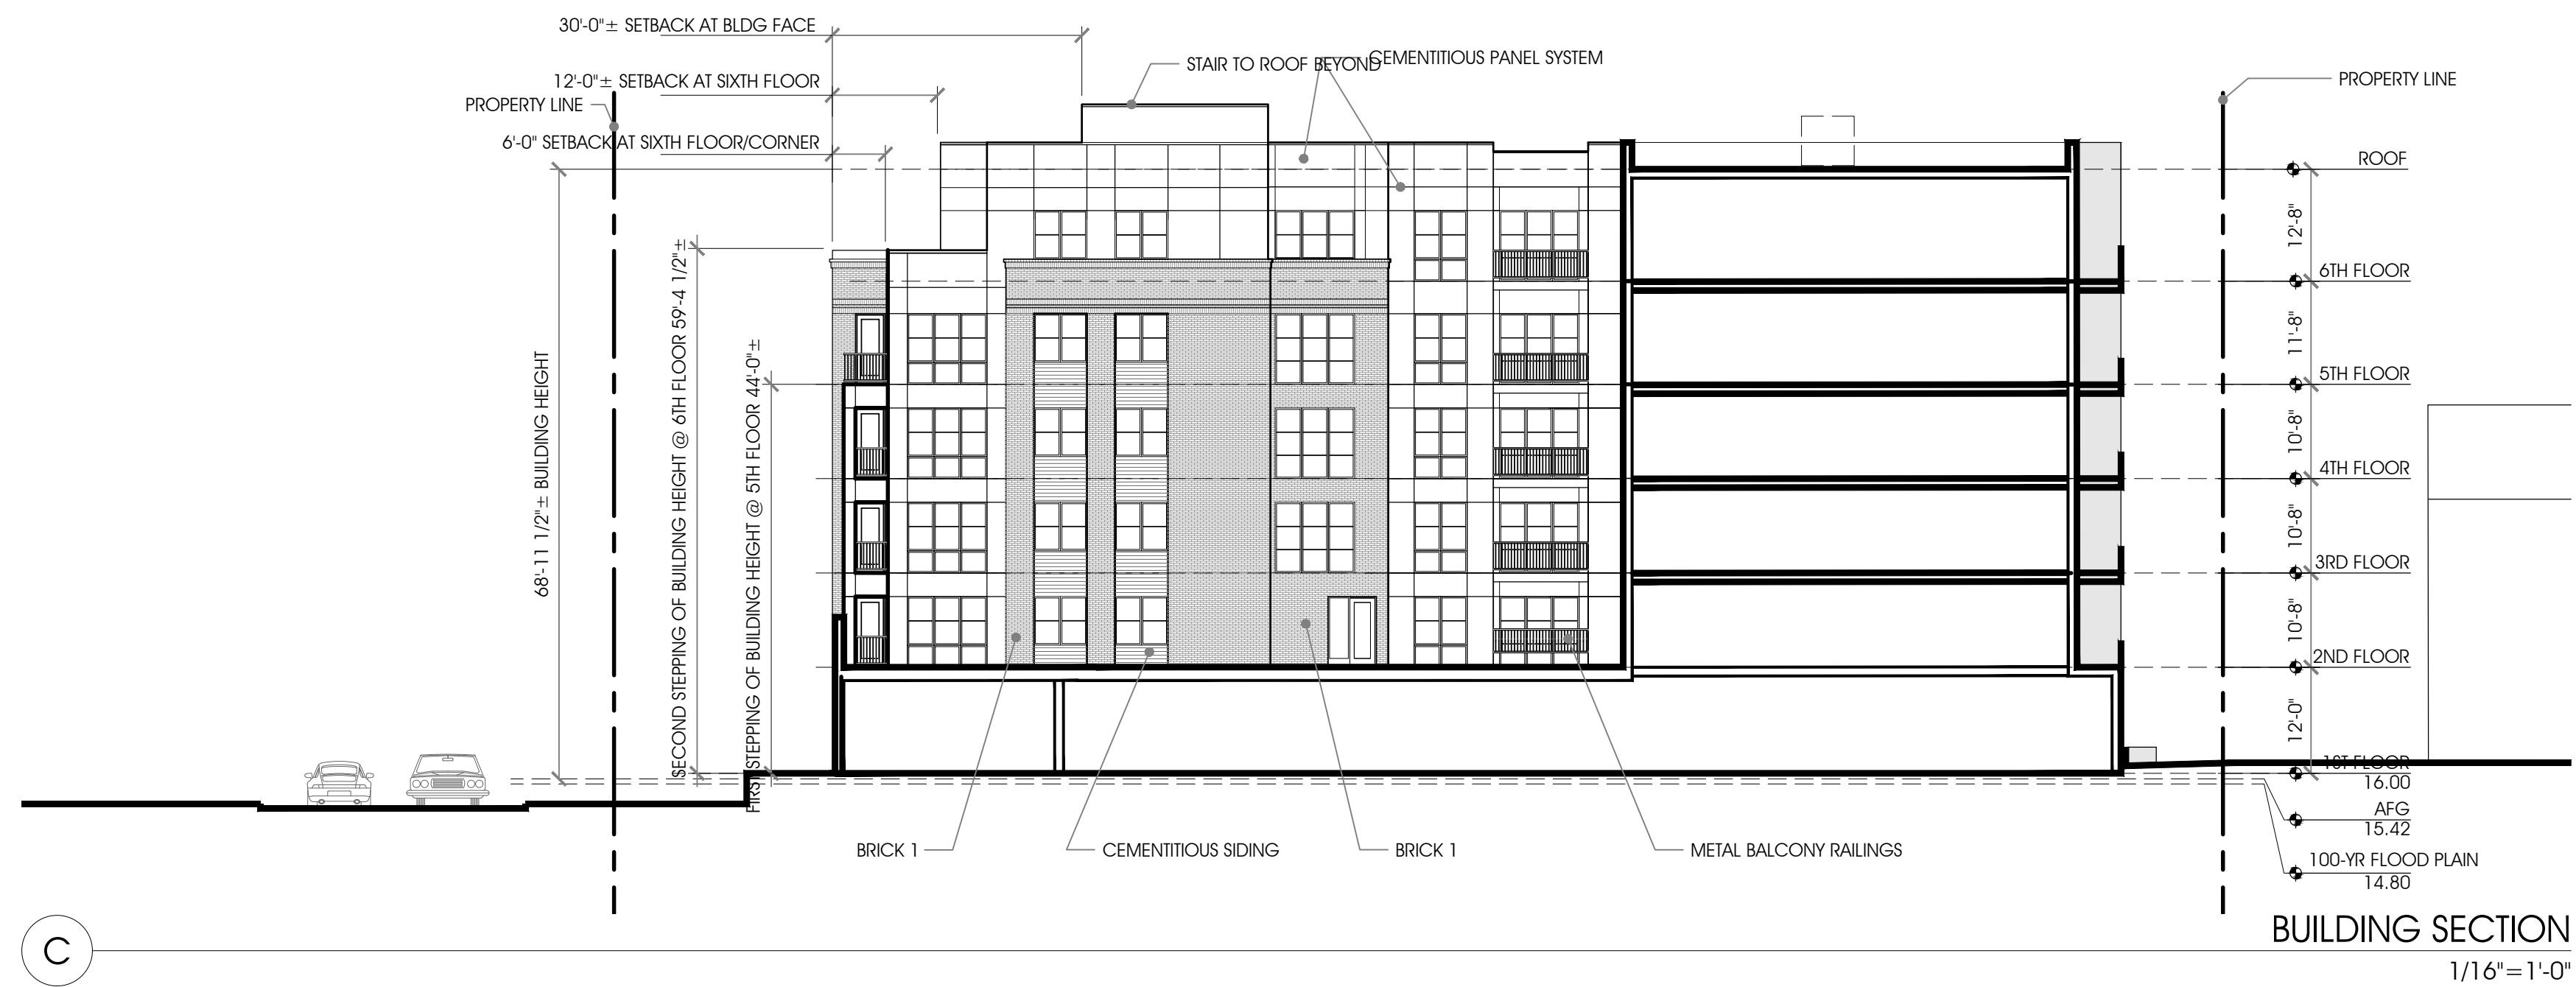 30'-0"± SETBACK AT BLDG FACE
STAIR TO ROOF BEYOND
CEMENTITIOUS PANEL SYSTEM
12'-0"± SETBACK AT SIXTH FLOOR
PROPERTY LINE
PROPERTY LINE
6'-0" SETBACK AT SIXTH FLOOR/CORNER
ROOF
12'-8"
6TH FLOOR
11'-8"
5TH FLOOR
10'-8"
4TH FLOOR
10'-8"
3RD FLOOR
10'-8"
2ND FLOOR
12'-0"
1ST FLOOR
16.00
AFG
15.42
100-YR FLOOD PLAIN
14.80
68'-11 1/2"± BUILDING HEIGHT
SECOND STEPPING OF BUILDING HEIGHT @ 6TH FLOOR 59'-4 1/2"±
FIRST STEPPING OF BUILDING HEIGHT @ 5TH FLOOR 44'-0"±
BRICK 1
CEMENTITIOUS SIDING
BRICK 1
METAL BALCONY RAILINGS
C
BUILDING SECTION
1/16"=1'-0"